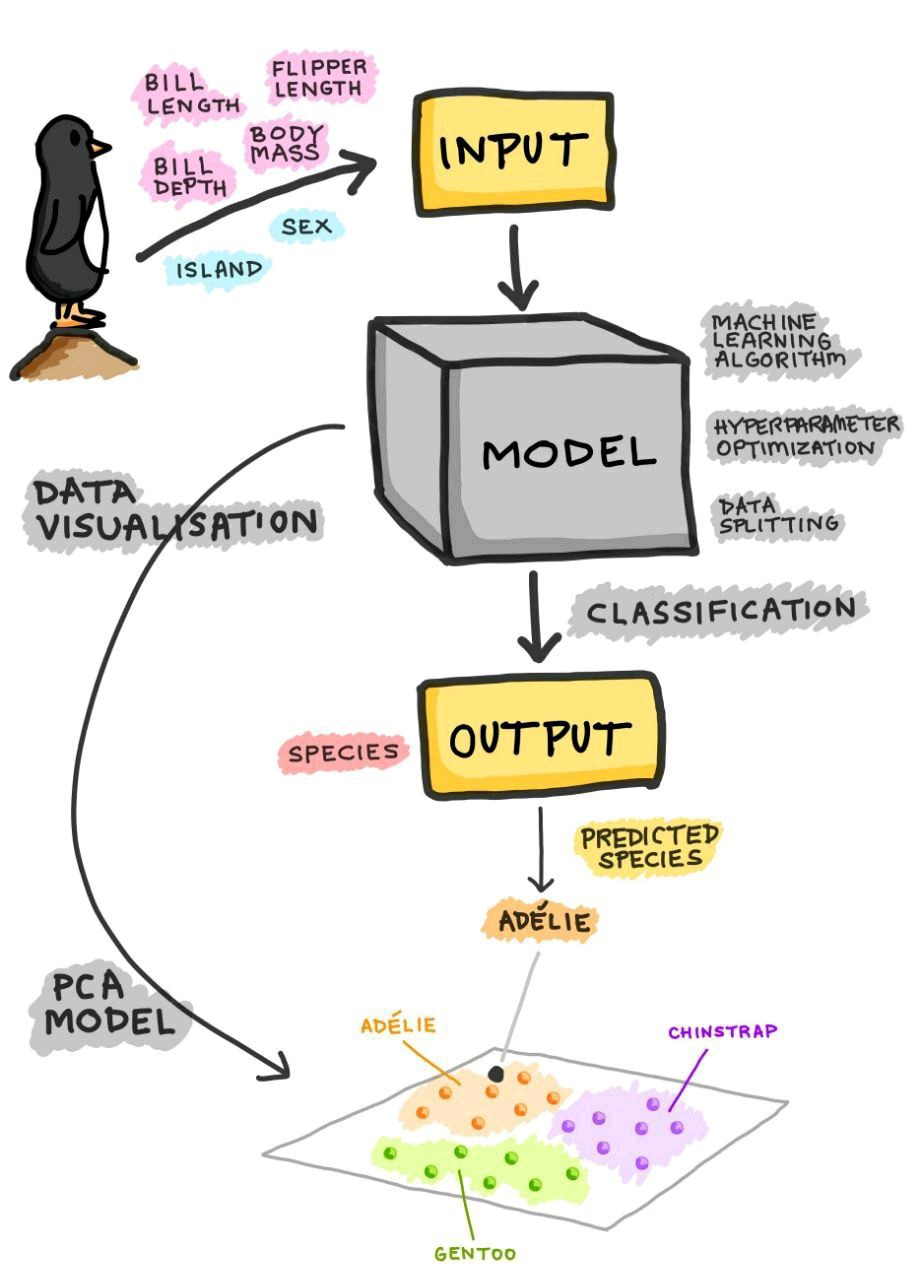 BILL
LENGTH
FLIPPER
LENGTH
BILL
DEPTH
BODY
MASS
SEX
ISLAND
INPUT
MODEL
MACHINE
LEARNING
ALGORITHm
HYPERPARAMETER
OPTIMIZATION
DATA
SPLITTING
DATA
VISUALISATION
CLASSIFICATION
SPECIES
OUTPUT
PREDICTED
SPECIES
ADÉLIE
PCA
MODEL
ADÉLIE
CHINSTRAP
GENTOO